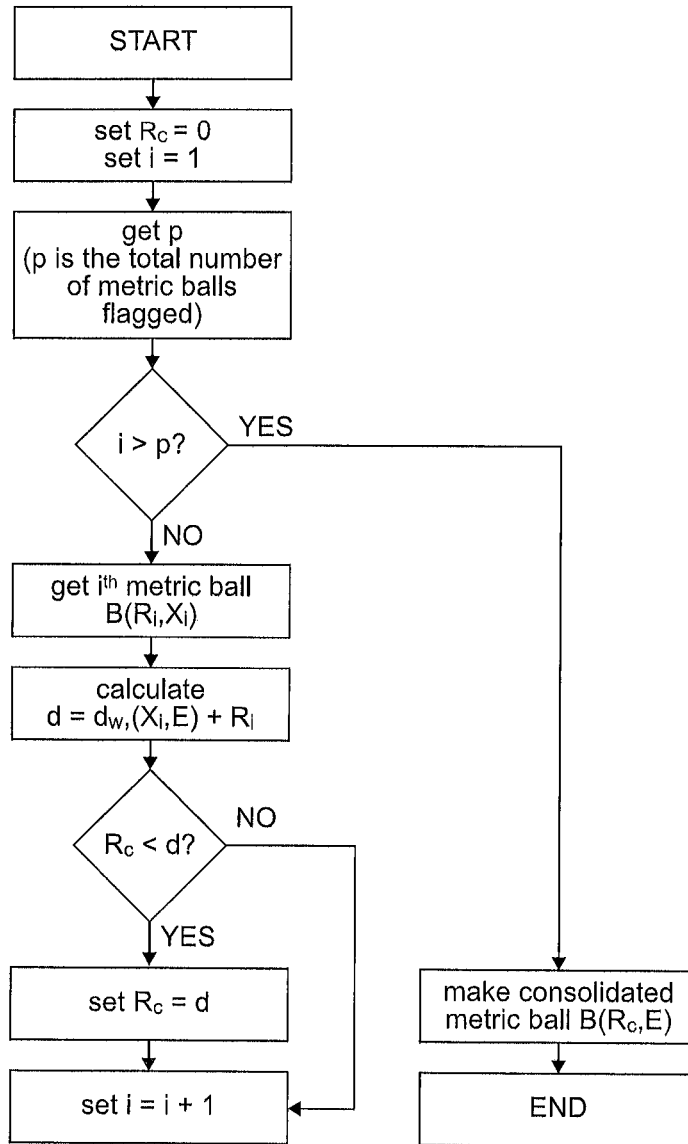 START
set Rc = 0
set i = 1
get p
(p is the total number
of metric balls
flagged)
i > p?
YES
NO
get ith metric ball
B(Ri,Xi)
calculate
d = dw,(Xi,E) + Ri
Rc < d?
NO
YES
set Rc = d
set i = i + 1
make consolidated
metric ball B(Rc,E)
END